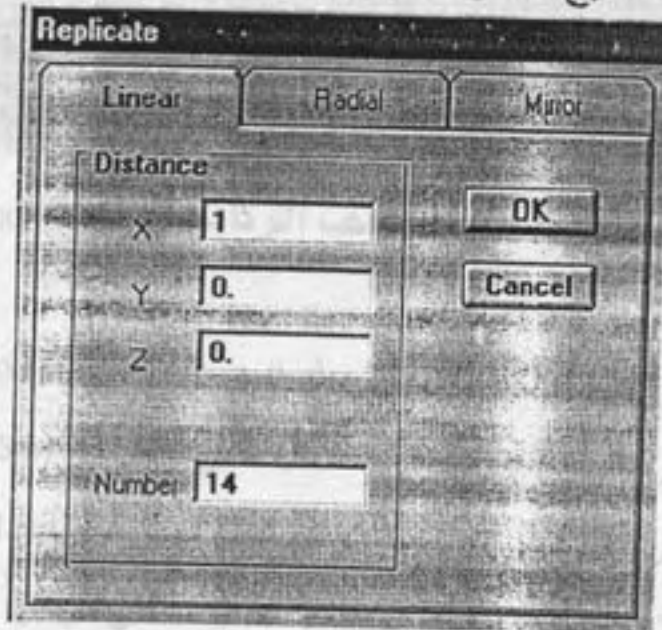 Replicate
Linear Radial Mirror
Distance
X 1
Y 0.
Z 0.
Number 14
OK
Cancel